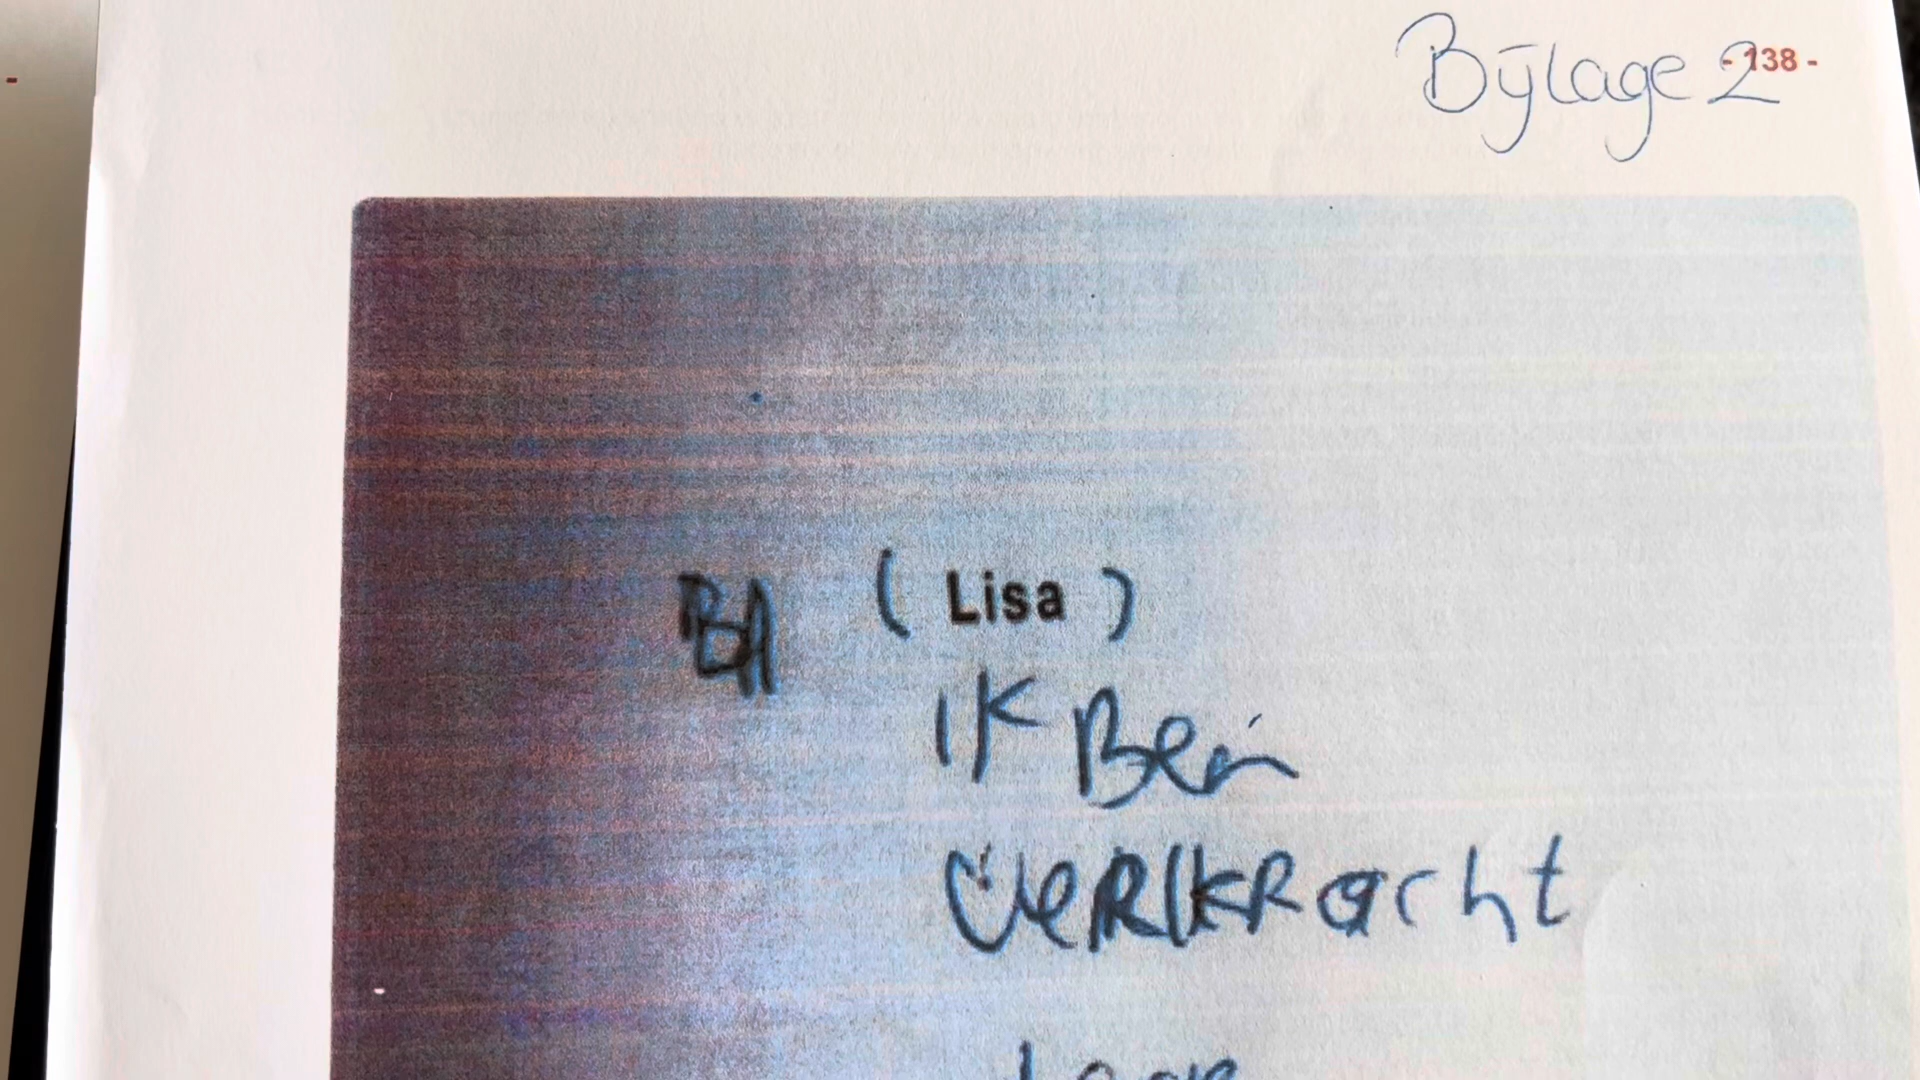 Bijlage 2
- 138 -
( Lisa )
IK Ben
VeRKRacht